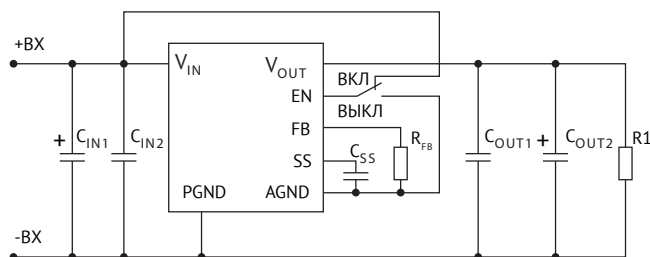 +ВХ
V_IN
V_OUT
ВКЛ
EN
ВЫКЛ
+ C_IN1
C_IN2
FB
R_FB
C_OUT1
+ C_OUT2
R1
SS
C_SS
PGND
AGND
-ВХ